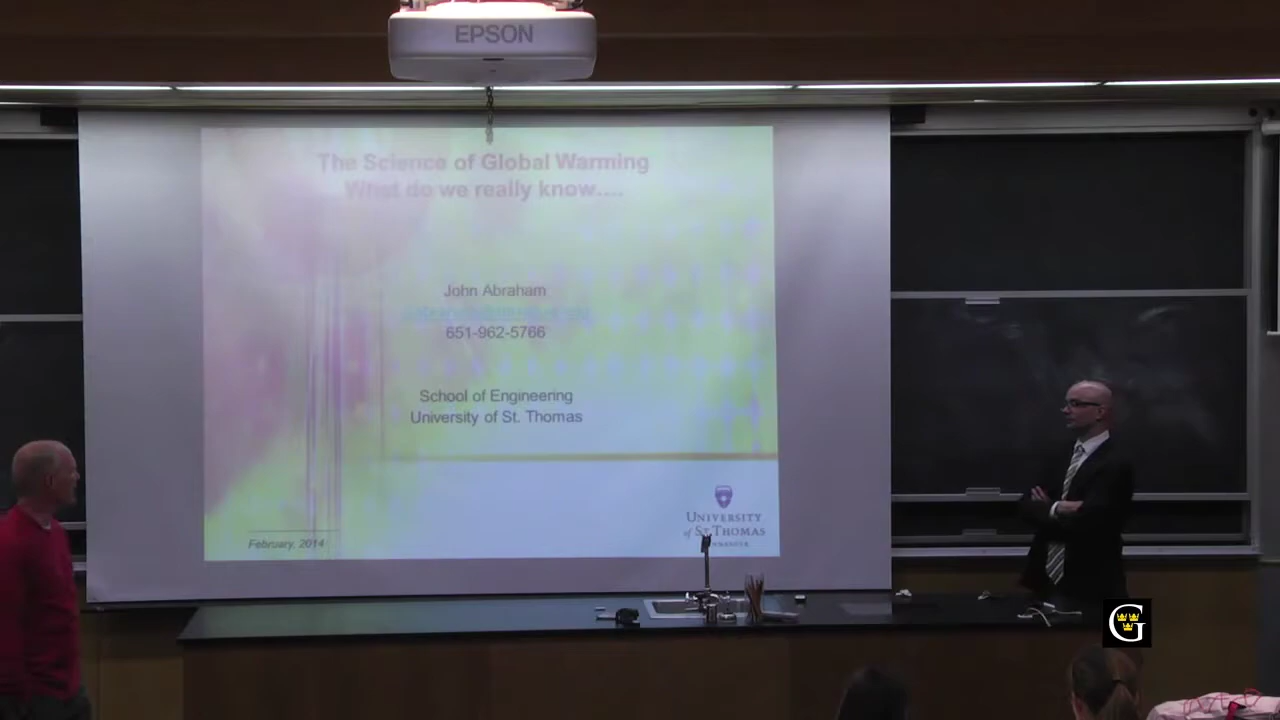 EPSON
The Science of Global Warming
What do we really know....
John Abraham
651-962-5766
School of Engineering
University of St. Thomas
February, 2014
UNIVERSITY
of ST. THOMAS
G